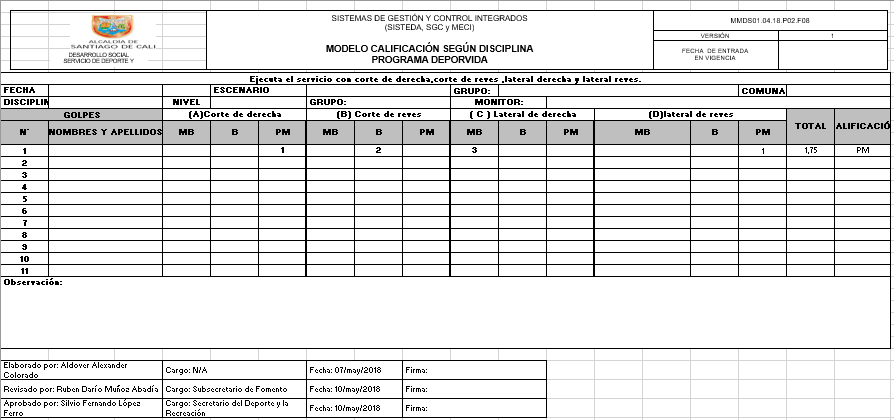 ALCALDÍA DE
SANTIAGO DE CALI
DESARROLLO SOCIAL
SERVICIO DE DEPORTE Y
SISTEMAS DE GESTIÓN Y CONTROL INTEGRADOS
(SISTEDA, SGC y MECI)
MODELO CALIFICACIÓN SEGÚN DISCIPLINA
PROGRAMA DEPORVIDA
MMDS01.04.18.P02.F08
VERSIÓN 1
FECHA DE ENTRADA
EN VIGENCIA
Ejecuta el servicio con corte de derecha,corte de reves ,lateral derecha y lateral reves.
FECHA ESCENARIO GRUPO: COMUNA
DISCIPLIN NIVEL GRUPO: MONITOR:
GOLPES (A)Corte de derecha (B) Corte de reves ( C ) Lateral de derecha (D)lateral de reves TOTAL ALIFICACIÓ
N° NOMBRES Y APELLIDOS MB B PM MB B PM MB B PM MB B PM
1 1 2 3 1 1,75 PM
2
3
4
5
6
7
8
9
10
11
Observación:
Elaborado por: Aldover Alexander
Colorado Cargo: N/A Fecha: 07/may/2018 Firma:
Revisado por: Ruben Darío Muñoz Abadía Cargo: Subsecretario de Fomento Fecha: 10/may/2018 Firma:
Aprobado por: Silvio Fernando López
Ferro Cargo: Secretario del Deporte y la
Recreación Fecha: 10/may/2018 Firma: